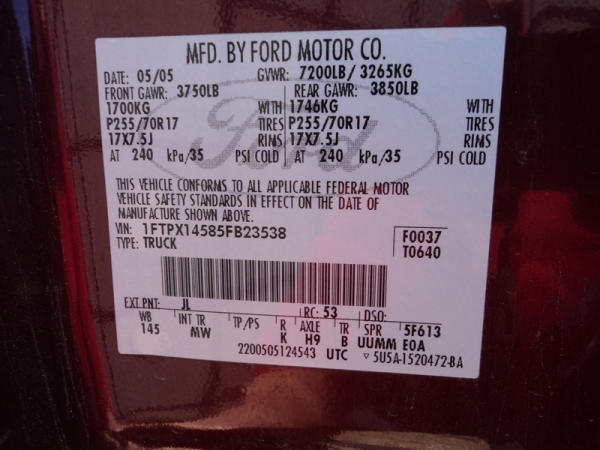 MFD. BY FORD MOTOR CO.
DATE: 05/05 GVWR: 7200LB/ 3265KG
FRONT GAWR: 3750LB REAR GAWR: 3850LB
1700KG WITH 1746KG WITH
P255/70R17 TIRES P255/70R17 TIRES
17X7.5J RIMS 17X7.5J RIMS
AT 240 kPa/35 PSI COLD AT 240 kPa/35 PSI COLD
Ford
THIS VEHICLE CONFORMS TO ALL APPLICABLE FEDERAL MOTOR
VEHICLE SAFETY STANDARDS IN EFFECT ON THE DATE OF
MANUFACTURE SHOWN ABOVE.
VIN: 1FTPX14585FB23538 F0037
TYPE: TRUCK T0640
EXT PNT: JL RC: 53 DSO:
WB INT TR TP/PS R AXLE TR SPR 5F613
145 MW K H9 B UUMM E0A
2200505124543 UTC ▽5U5A-1520472-BA